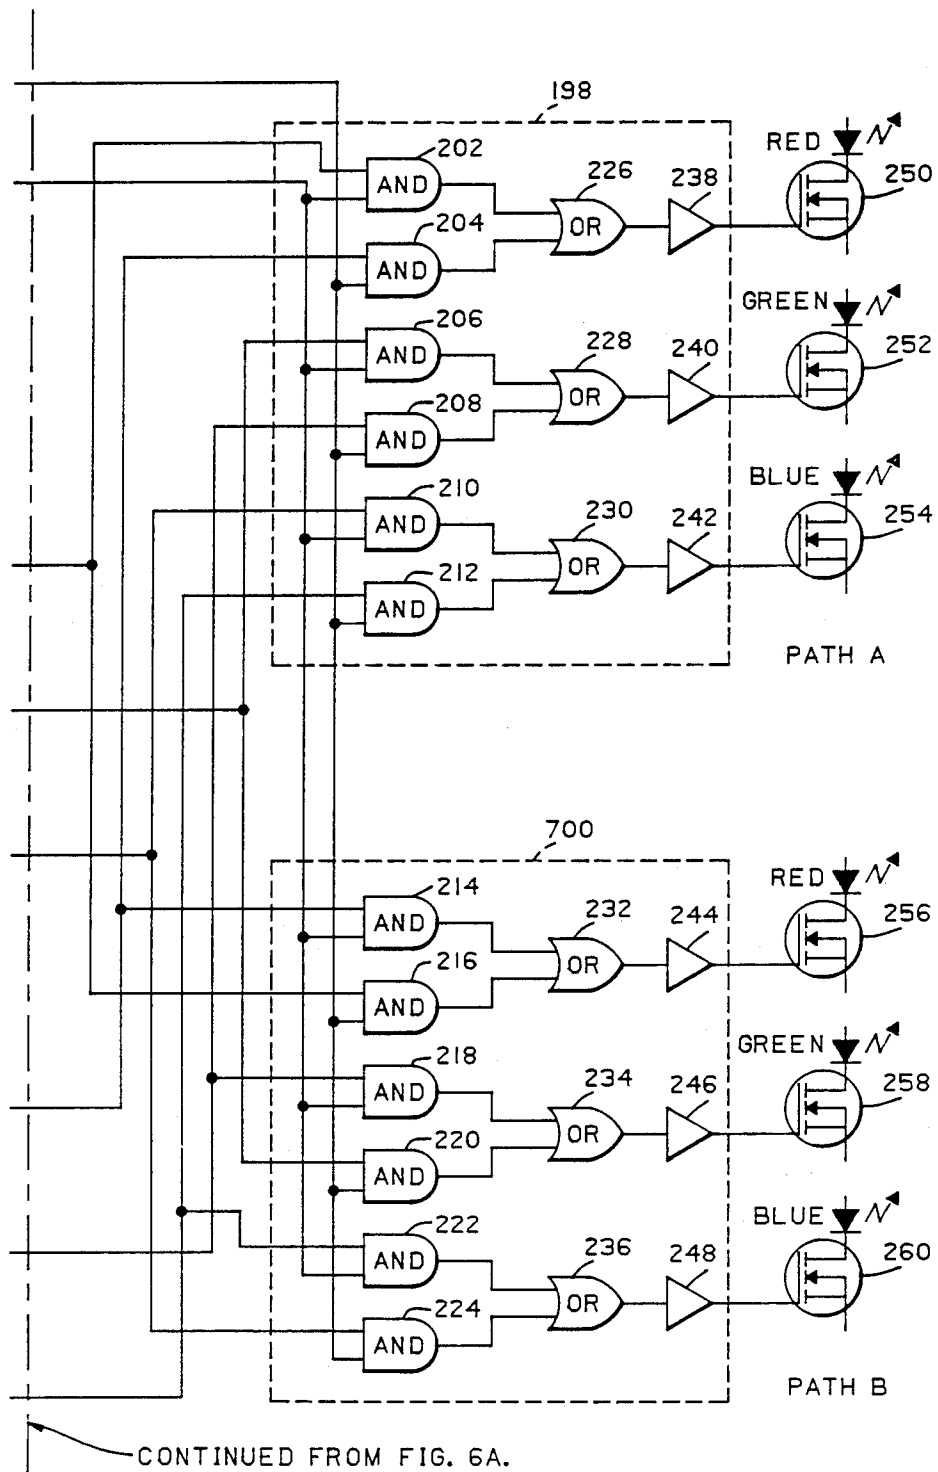 198
202
RED
AND
226
238
250
204
OR
AND
GREEN
206
AND
228
240
252
208
OR
AND
BLUE
210
AND
230
242
254
212
OR
AND
PATH A
700
214
RED
AND
232
244
256
216
OR
AND
GREEN
218
AND
234
246
258
220
OR
AND
BLUE
222
AND
236
248
260
224
OR
AND
PATH B
CONTINUED FROM FIG. 6A.